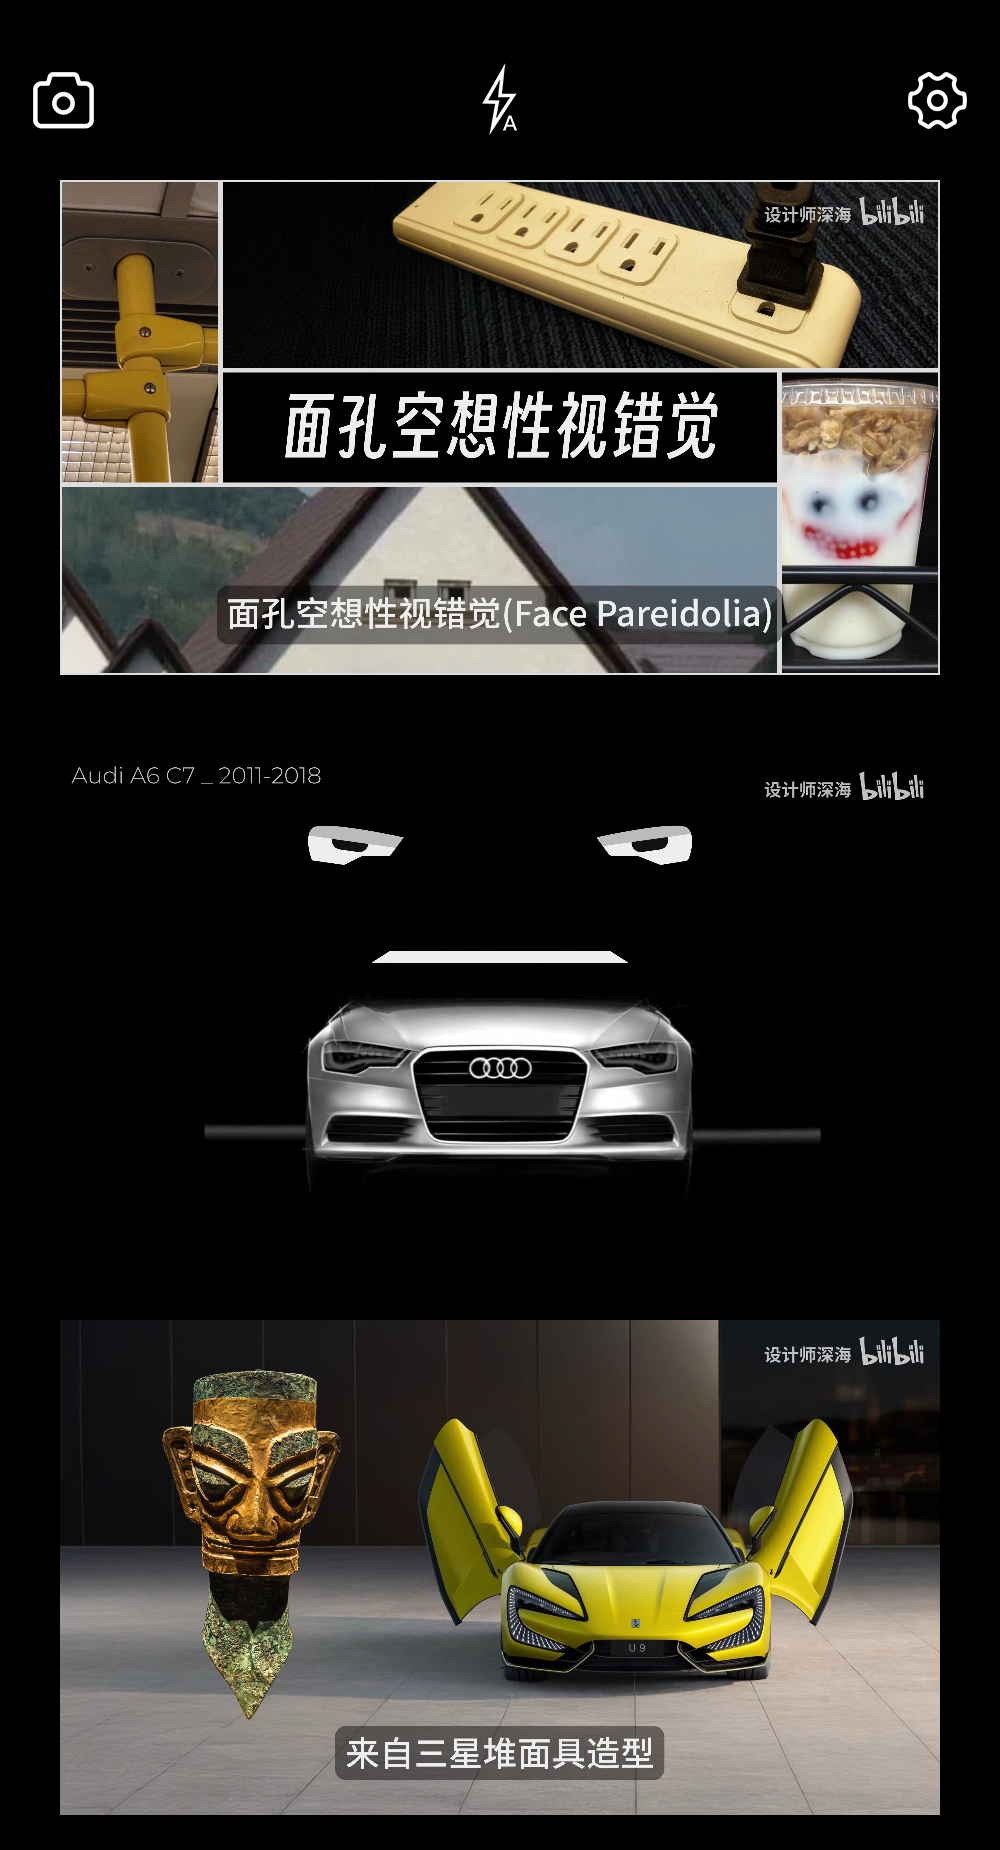 A
设计师深海 bilibili
面孔空想性视错觉
面孔空想性视错觉(Face Pareidolia)
Audi A6 C7 _ 2011-2018
设计师深海 bilibili
设计师深海 bilibili
U9
来自三星堆面具造型